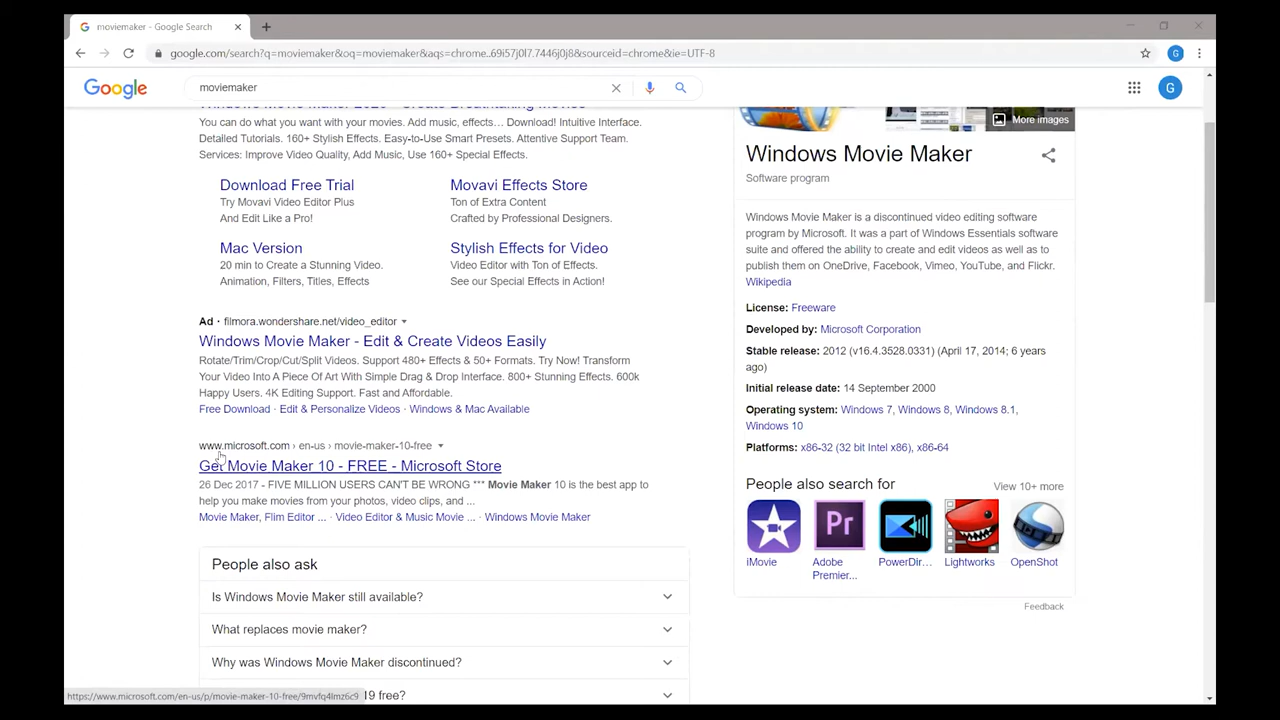 moviemaker - Google Search
google.com/search?q=moviemaker&oq=moviemaker&aqs=chrome..69i57j0l7.7446j0j8&sourceid=chrome&ie=UTF-8
G
Google
moviemaker
G
Windows Movie Maker 2020 - Create Breathtaking Movies
You can do what you want with your movies. Add music, effects… Download! Intuitive Interface.
Detailed Tutorials. 160+ Stylish Effects. Easy-to-Use Smart Presets. Attentive Support Team.
Services: Improve Video Quality, Add Music, Use 160+ Special Effects.
Download Free Trial
Try Movavi Video Editor Plus
And Edit Like a Pro!
Movavi Effects Store
Ton of Extra Content
Crafted by Professional Designers.
Mac Version
20 min to Create a Stunning Video.
Animation, Filters, Titles, Effects
Stylish Effects for Video
Video Editor with Ton of Effects.
See our Special Effects in Action!
Ad · filmora.wondershare.net/video_editor
Windows Movie Maker - Edit & Create Videos Easily
Rotate/Trim/Crop/Cut/Split Videos. Support 480+ Effects & 50+ Formats. Try Now! Transform
Your Video Into A Piece Of Art With Simple Drag & Drop Interface. 800+ Stunning Effects. 600k
Happy Users. 4K Editing Support. Fast and Affordable.
Free Download · Edit & Personalize Videos · Windows & Mac Available
www.microsoft.com › en-us › movie-maker-10-free
Get Movie Maker 10 - FREE - Microsoft Store
26 Dec 2017 - FIVE MILLION USERS CAN'T BE WRONG *** Movie Maker 10 is the best app to
help you make movies from your photos, video clips, and ...
Movie Maker, Flim Editor ... · Video Editor & Music Movie ... · Windows Movie Maker
People also ask
Is Windows Movie Maker still available?
What replaces movie maker?
Why was Windows Movie Maker discontinued?
19 free?
https://www.microsoft.com/en-us/p/movie-maker-10-free/9mvfq4lmz6c9
More images
Windows Movie Maker
Software program
Windows Movie Maker is a discontinued video editing software
program by Microsoft. It was a part of Windows Essentials software
suite and offered the ability to create and edit videos as well as to
publish them on OneDrive, Facebook, Vimeo, YouTube, and Flickr.
Wikipedia
License: Freeware
Developed by: Microsoft Corporation
Stable release: 2012 (v16.4.3528.0331) (April 17, 2014; 6 years
ago)
Initial release date: 14 September 2000
Operating system: Windows 7, Windows 8, Windows 8.1,
Windows 10
Platforms: x86-32 (32 bit Intel x86), x86-64
People also search for
View 10+ more
Pr
iMovie
Adobe
Premier...
PowerDir...
Lightworks
OpenShot
Feedback